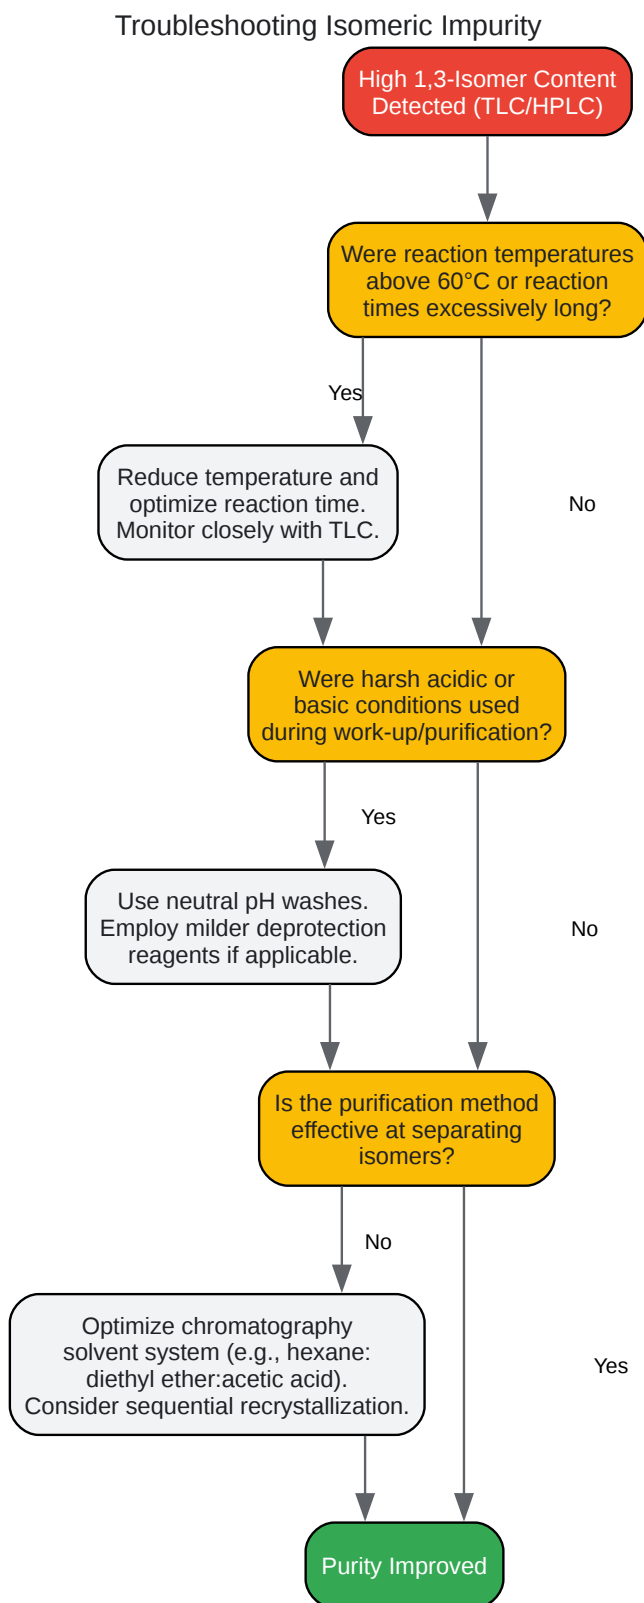 Troubleshooting Isomeric Impurity
High 1,3-Isomer Content
Detected (TLC/HPLC)
Were reaction temperatures
above 60°C or reaction
times excessively long?
Yes
Reduce temperature and
optimize reaction time.
Monitor closely with TLC.
No
Were harsh acidic or
basic conditions used
during work-up/purification?
Yes
Use neutral pH washes.
Employ milder deprotection
reagents if applicable.
No
Is the purification method
effective at separating
isomers?
No
Optimize chromatography
solvent system (e.g., hexane:
diethyl ether:acetic acid).
Consider sequential recrystallization.
Yes
Purity Improved